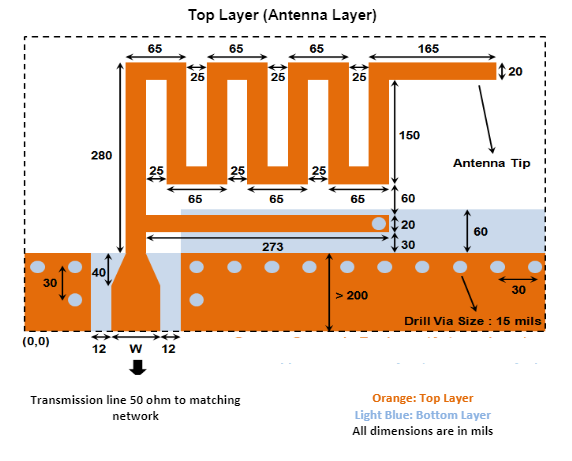 Top Layer (Antenna Layer)
65 65 65 165
25 25 25 20
280 150
Antenna Tip
25 25 25
65 65 65 60
20 60
273 30
40
30 > 200 30
Drill Via Size : 15 mils
(0,0)
12 W 12
Transmission line 50 ohm to matching
network
Orange: Top Layer
Light Blue: Bottom Layer
All dimensions are in mils